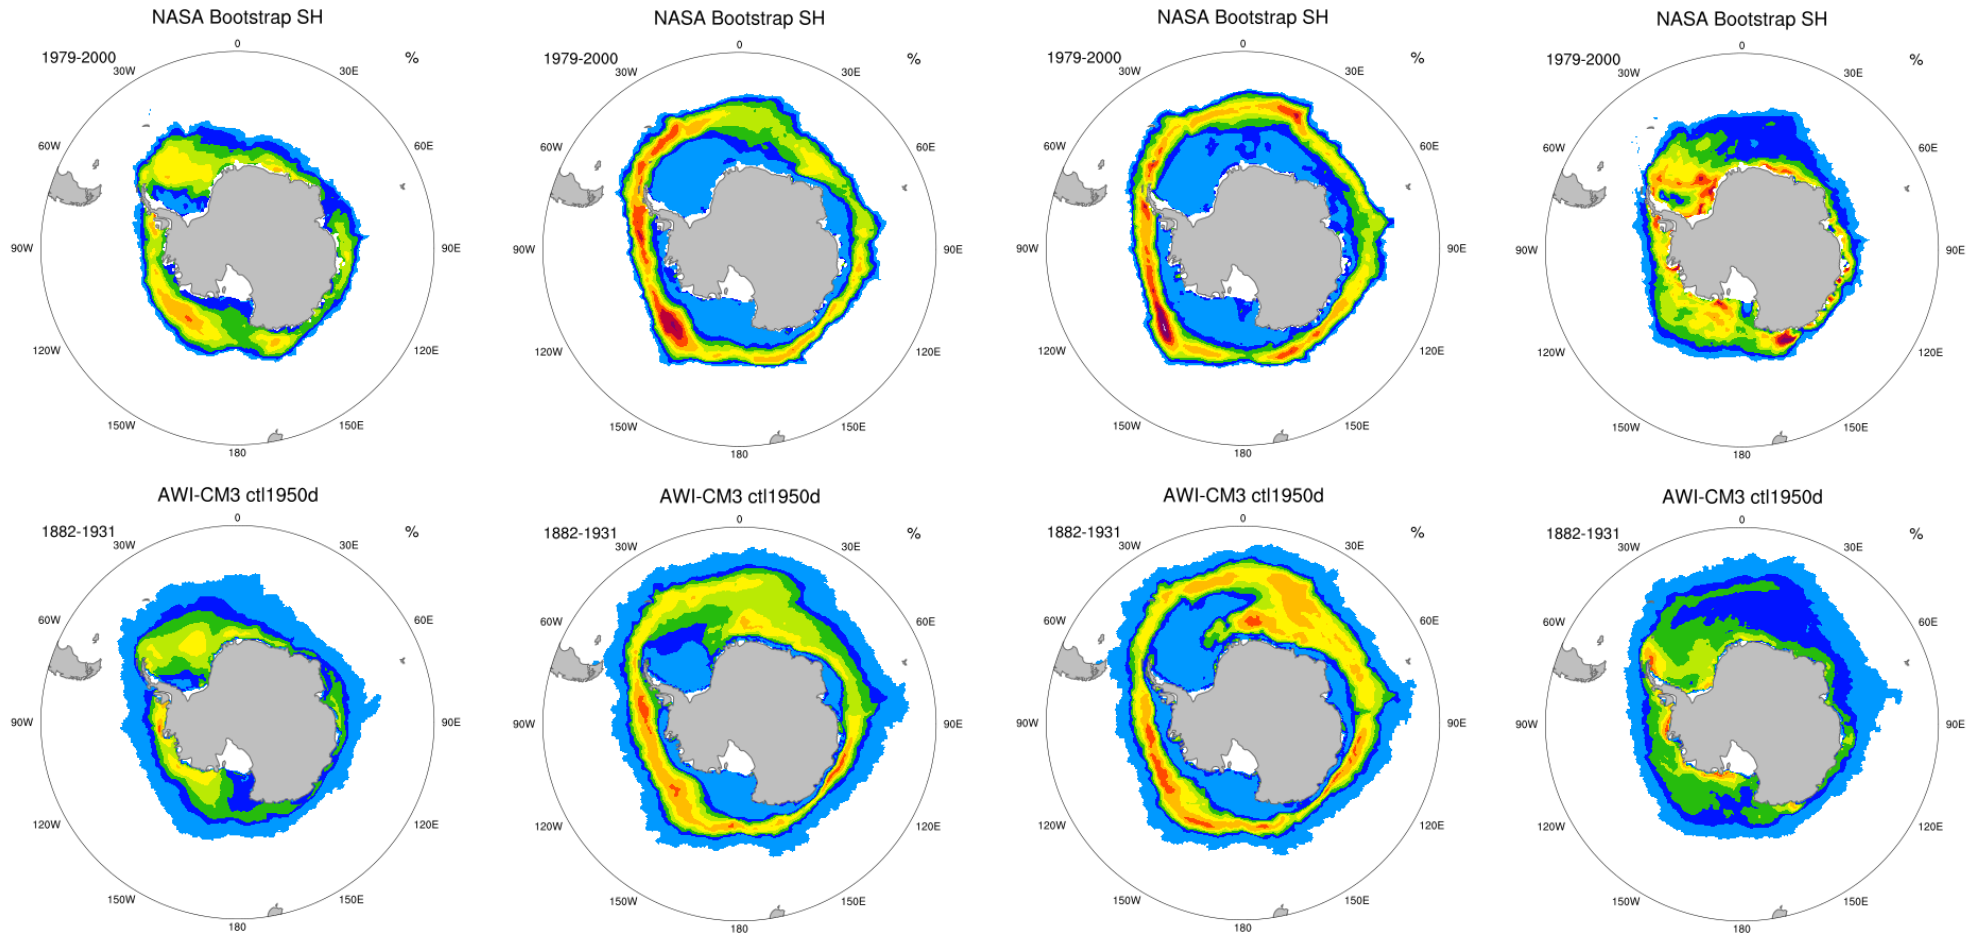 NASA Bootstrap SH NASA Bootstrap SH NASA Bootstrap SH NASA Bootstrap SH
1979-2000 0 % 1979-2000 0 % 1979-2000 0 % 1979-2000 0 %
30W 30E 30W 30E 30W 30E 30W 30E
60W 60E 60W 60E 60W 60E 60W 60E
90W 90E 90W 90E 90W 90E 90W 90E
120W 120E 120W 120E 120W 120E 120W 120E
150W 150E 150W 150E 150W 150E 150W 150E
180 180 180 180
AWI-CM3 ctl1950d AWI-CM3 ctl1950d AWI-CM3 ctl1950d AWI-CM3 ctl1950d
1882-1931 0 % 1882-1931 0 % 1882-1931 0 % 1882-1931 0 %
30W 30E 30W 30E 30W 30E 30W 30E
60W 60E 60W 60E 60W 60E 60W 60E
90W 90E 90W 90E 90W 90E 90W 90E
120W 120E 120W 120E 120W 120E 120W 120E
150W 150E 150W 150E 150W 150E 150W 150E
180 180 180 180